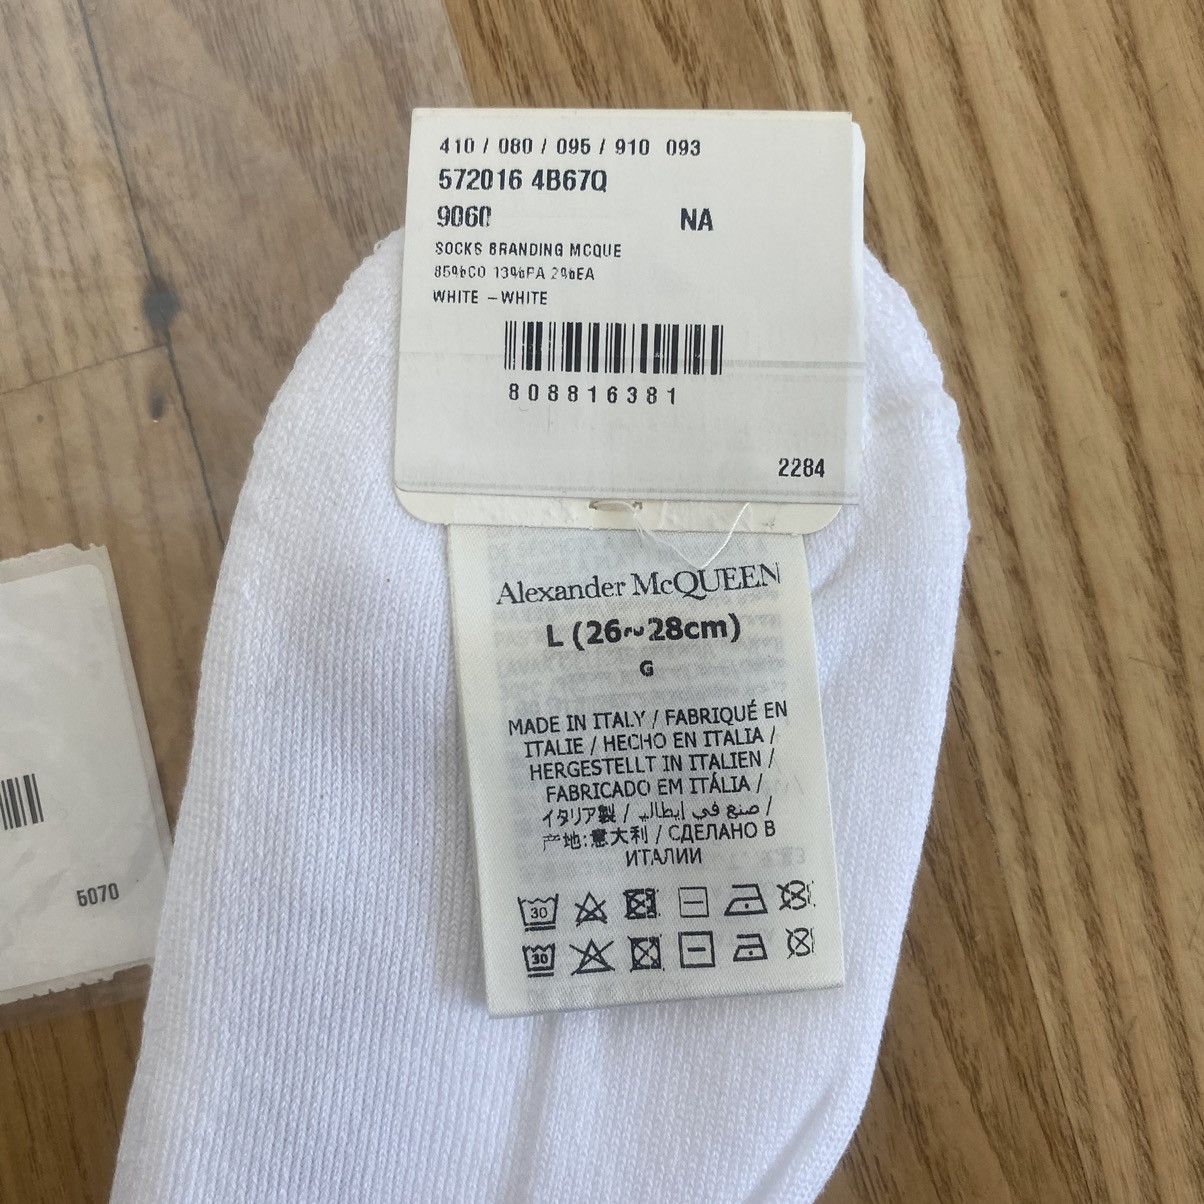 410 / 080 / 095 / 910 093
572016 4B67Q
9060 NA
SOCKS BRANDING MCQUE
85%CO 13%PA 2%EA
WHITE -WHITE
808816381
2284
Alexander McQUEEN
L (26~28cm)
G
MADE IN ITALY / FABRIQUÉ EN
ITALIE / HECHO EN ITALIA /
HERGESTELLT IN ITALIEN /
FABRICADO EM ITÁLIA /
イタリア製 / صنع في إيطاليا /
产地:意大利 / СДЕЛАНО В
ИТАЛИИ
30
30
6070